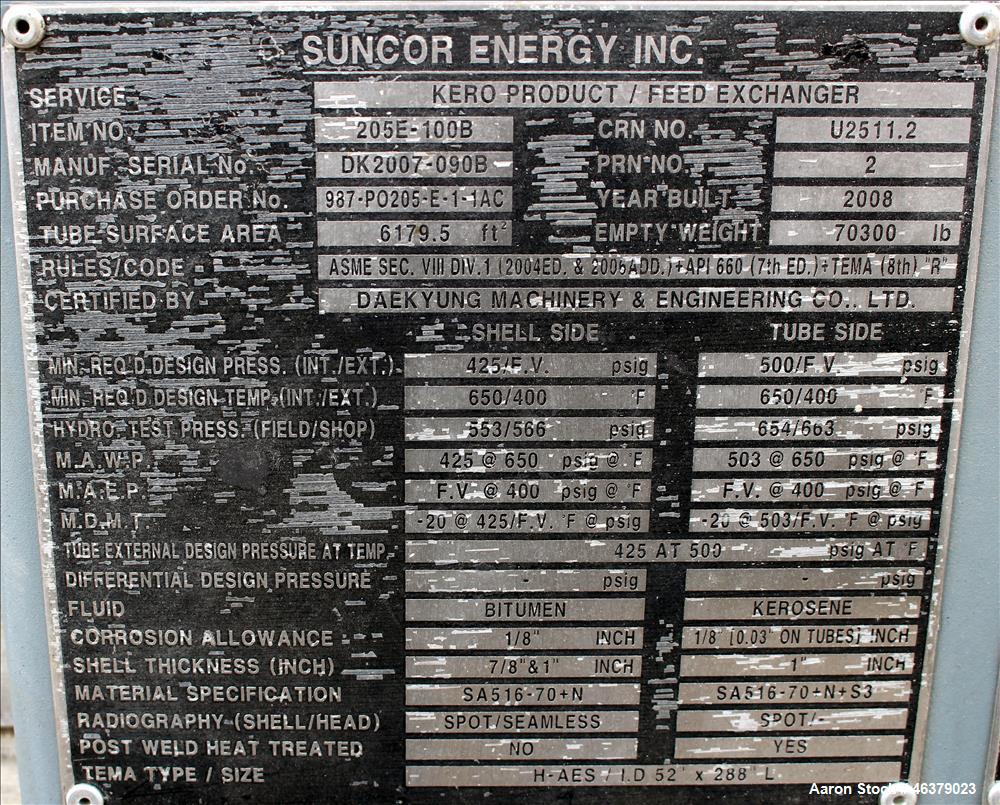 SUNCOR ENERGY INC.
SERVICE KERO PRODUCT / FEED EXCHANGER
ITEM NO. 205E-100B CRN NO. U2511.2
MANUF. SERIAL No. DK2007-090B PRN NO. 2
PURCHASE ORDER No. 987-PO205-E-1-1AC YEAR BUILT 2008
TUBE SURFACE AREA 6179.5 ft² EMPTY WEIGHT 70300 lb
RULES/CODE ASME SEC. VIII DIV.1 (2004ED. & 2006ADD.)+API 660 (7th ED.)+TEMA (8th) "R"
CERTIFIED BY DAEKYUNG MACHINERY & ENGINEERING CO., LTD.
SHELL SIDE TUBE SIDE
MIN. REQ'D DESIGN PRESS. (INT./EXT.) 425/F.V. psig 500/F.V. psig
MIN. REQ'D DESIGN TEMP. (INT./EXT.) 650/400 °F 650/400 °F
HYDRO. TEST PRESS. (FIELD/SHOP) 553/566 psig 654/663 psig
M.A.W.P. 425 @ 650 psig @ °F 503 @ 650 psig @ °F
M.A.E.P. F.V. @ 400 psig @ °F F.V. @ 400 psig @ °F
M.D.M.T. -20 @ 425/F.V. °F @ psig -20 @ 503/F.V. °F @ psig
TUBE EXTERNAL DESIGN PRESSURE AT TEMP. 425 AT 500 psig AT °F
DIFFERENTIAL DESIGN PRESSURE - psig - psig
FLUID BITUMEN KEROSENE
CORROSION ALLOWANCE 1/8" INCH 1/8" (0.03" ON TUBES) INCH
SHELL THICKNESS (INCH) 7/8"&1" INCH 1" INCH
MATERIAL SPECIFICATION SA516-70+N SA516-70+N+S3
RADIOGRAPHY (SHELL/HEAD) SPOT/SEAMLESS SPOT/-
POST WELD HEAT TREATED NO YES
TEMA TYPE / SIZE H-AES / I.D 52" x 288" L
Aaron Stock #46379023